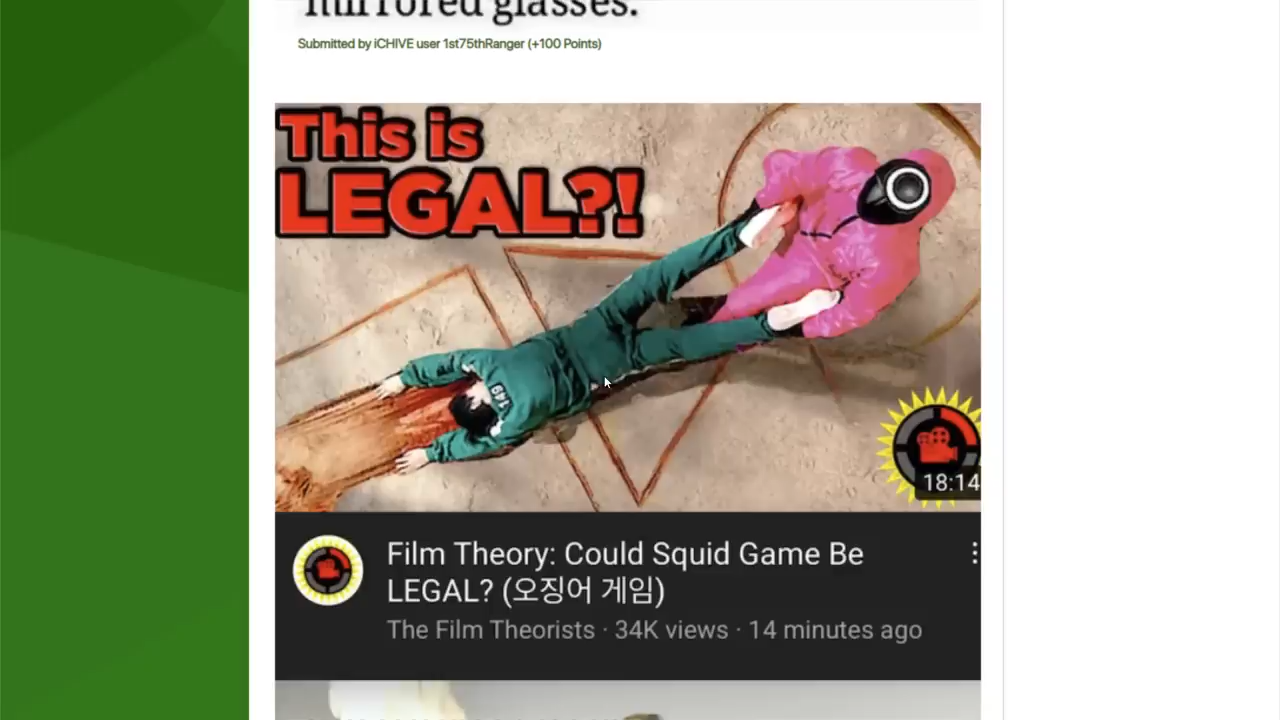 mirrored glasses.
Submitted by iCHIVE user 1st75thRanger (+100 Points)
This is
LEGAL?!
149
18:14
Film Theory: Could Squid Game Be
LEGAL? (오징어 게임)
The Film Theorists · 34K views · 14 minutes ago